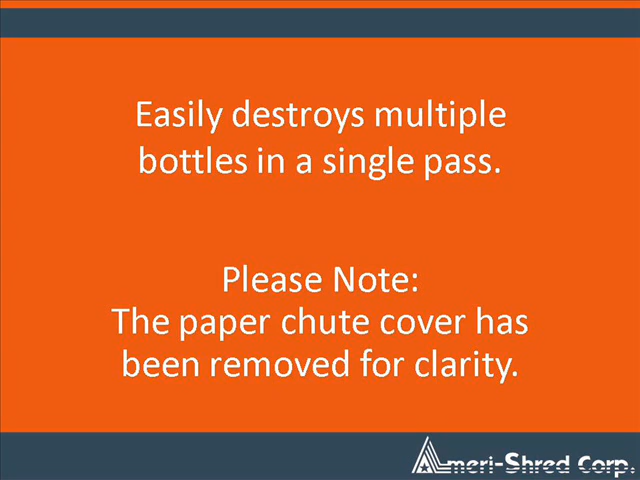 Easily destroys multiple
bottles in a single pass.
Please Note:
The paper chute cover has
been removed for clarity.
Ameri-Shred Corp.